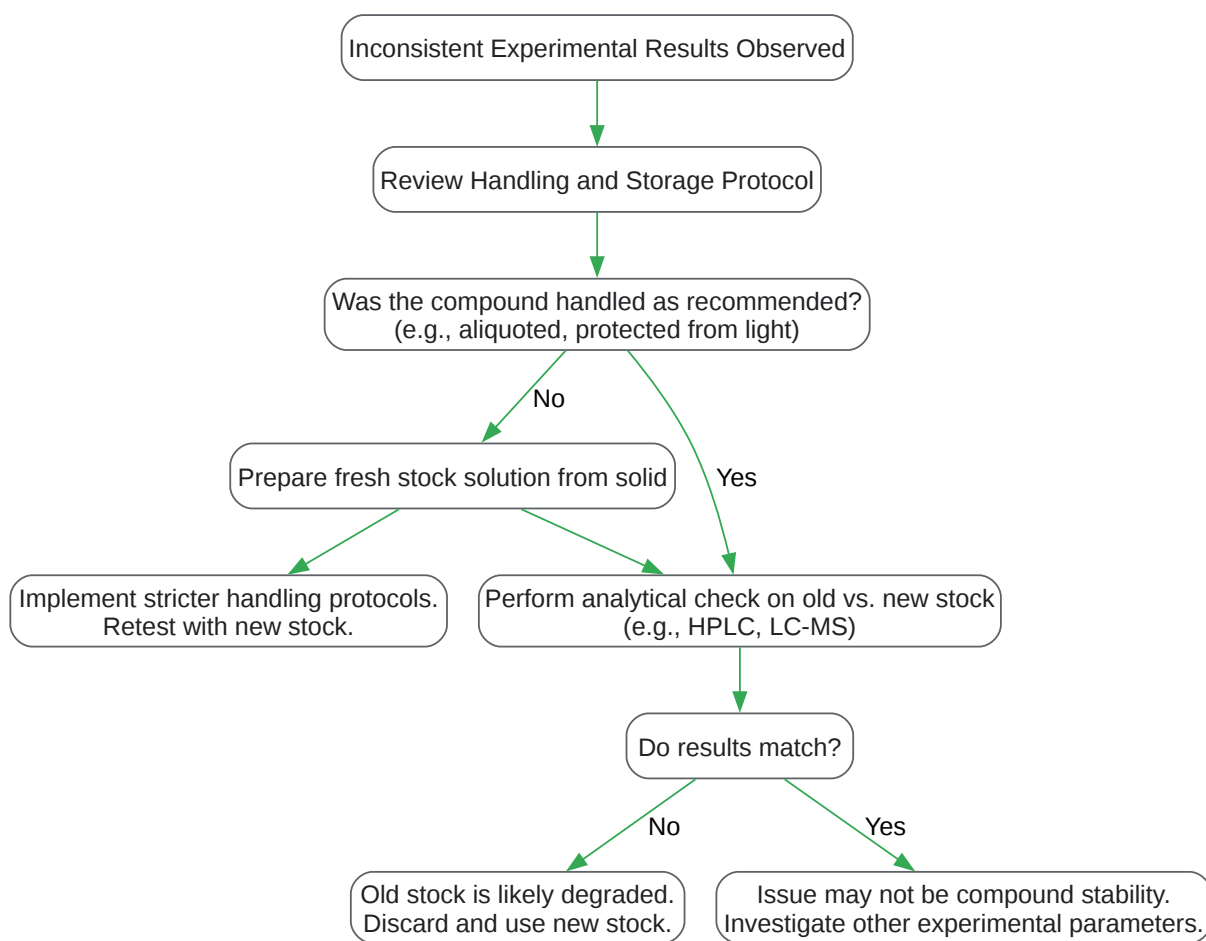 Inconsistent Experimental Results Observed
Review Handling and Storage Protocol
Was the compound handled as recommended?
(e.g., aliquoted, protected from light)
No
Yes
Prepare fresh stock solution from solid
Implement stricter handling protocols.
Retest with new stock.
Perform analytical check on old vs. new stock
(e.g., HPLC, LC-MS)
Do results match?
No
Yes
Old stock is likely degraded.
Discard and use new stock.
Issue may not be compound stability.
Investigate other experimental parameters.